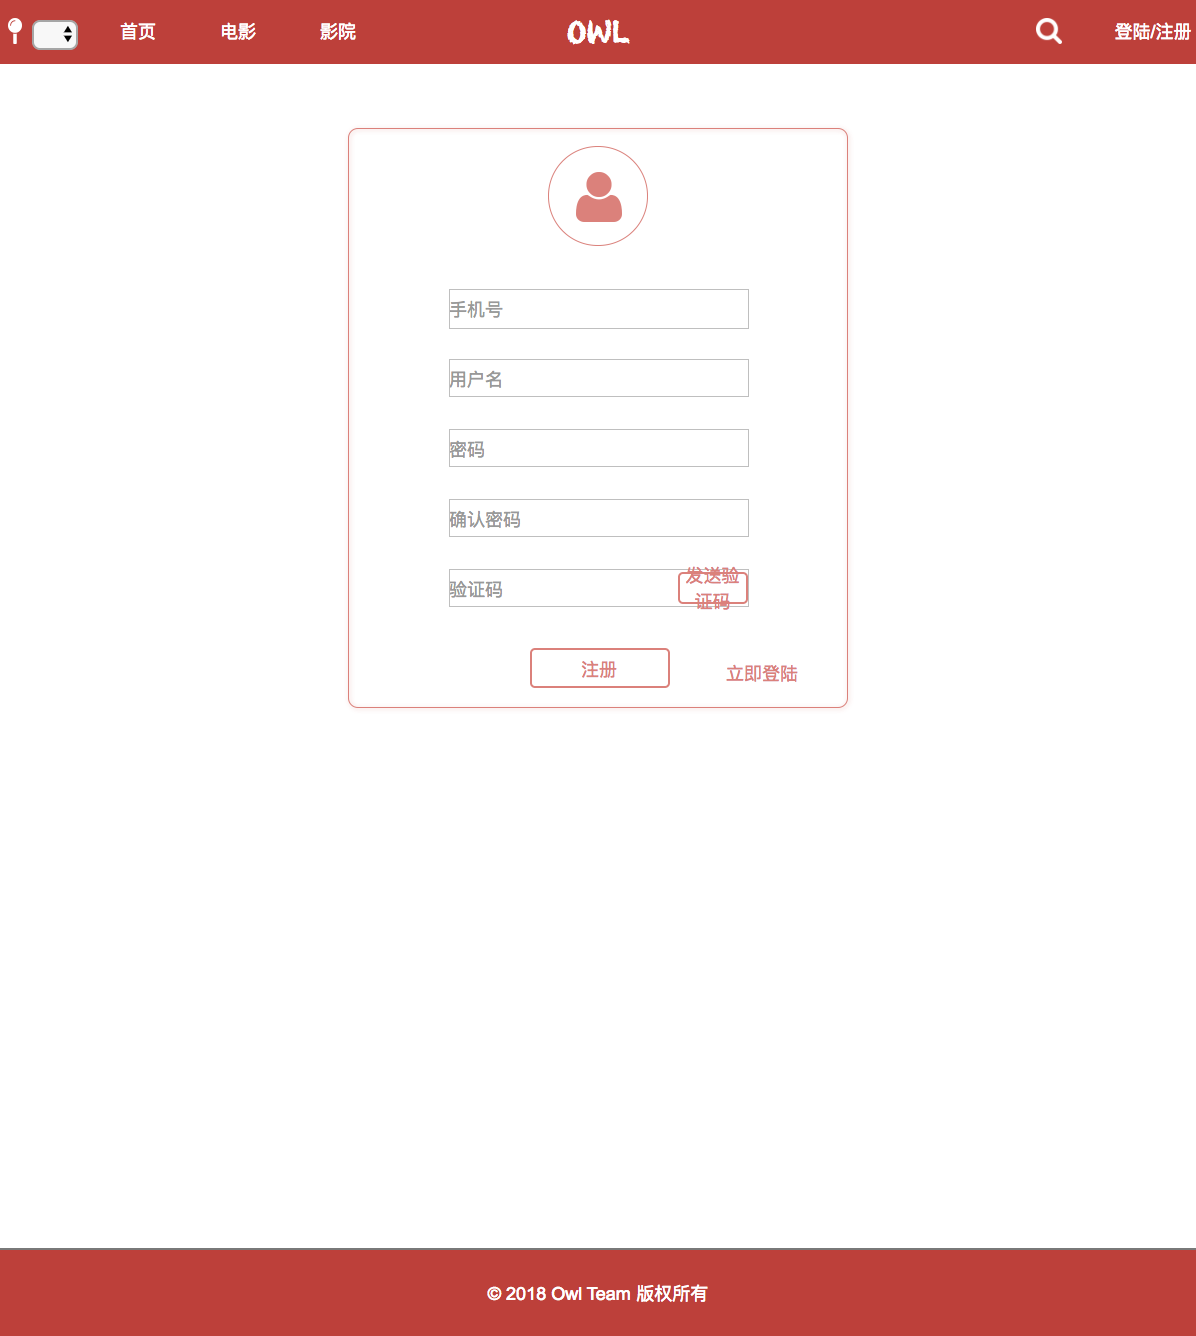 首页
电影
影院
OWL
登陆/注册
手机号
用户名
密码
确认密码
验证码
发送验
证码
注册
立即登陆
© 2018 Owl Team 版权所有